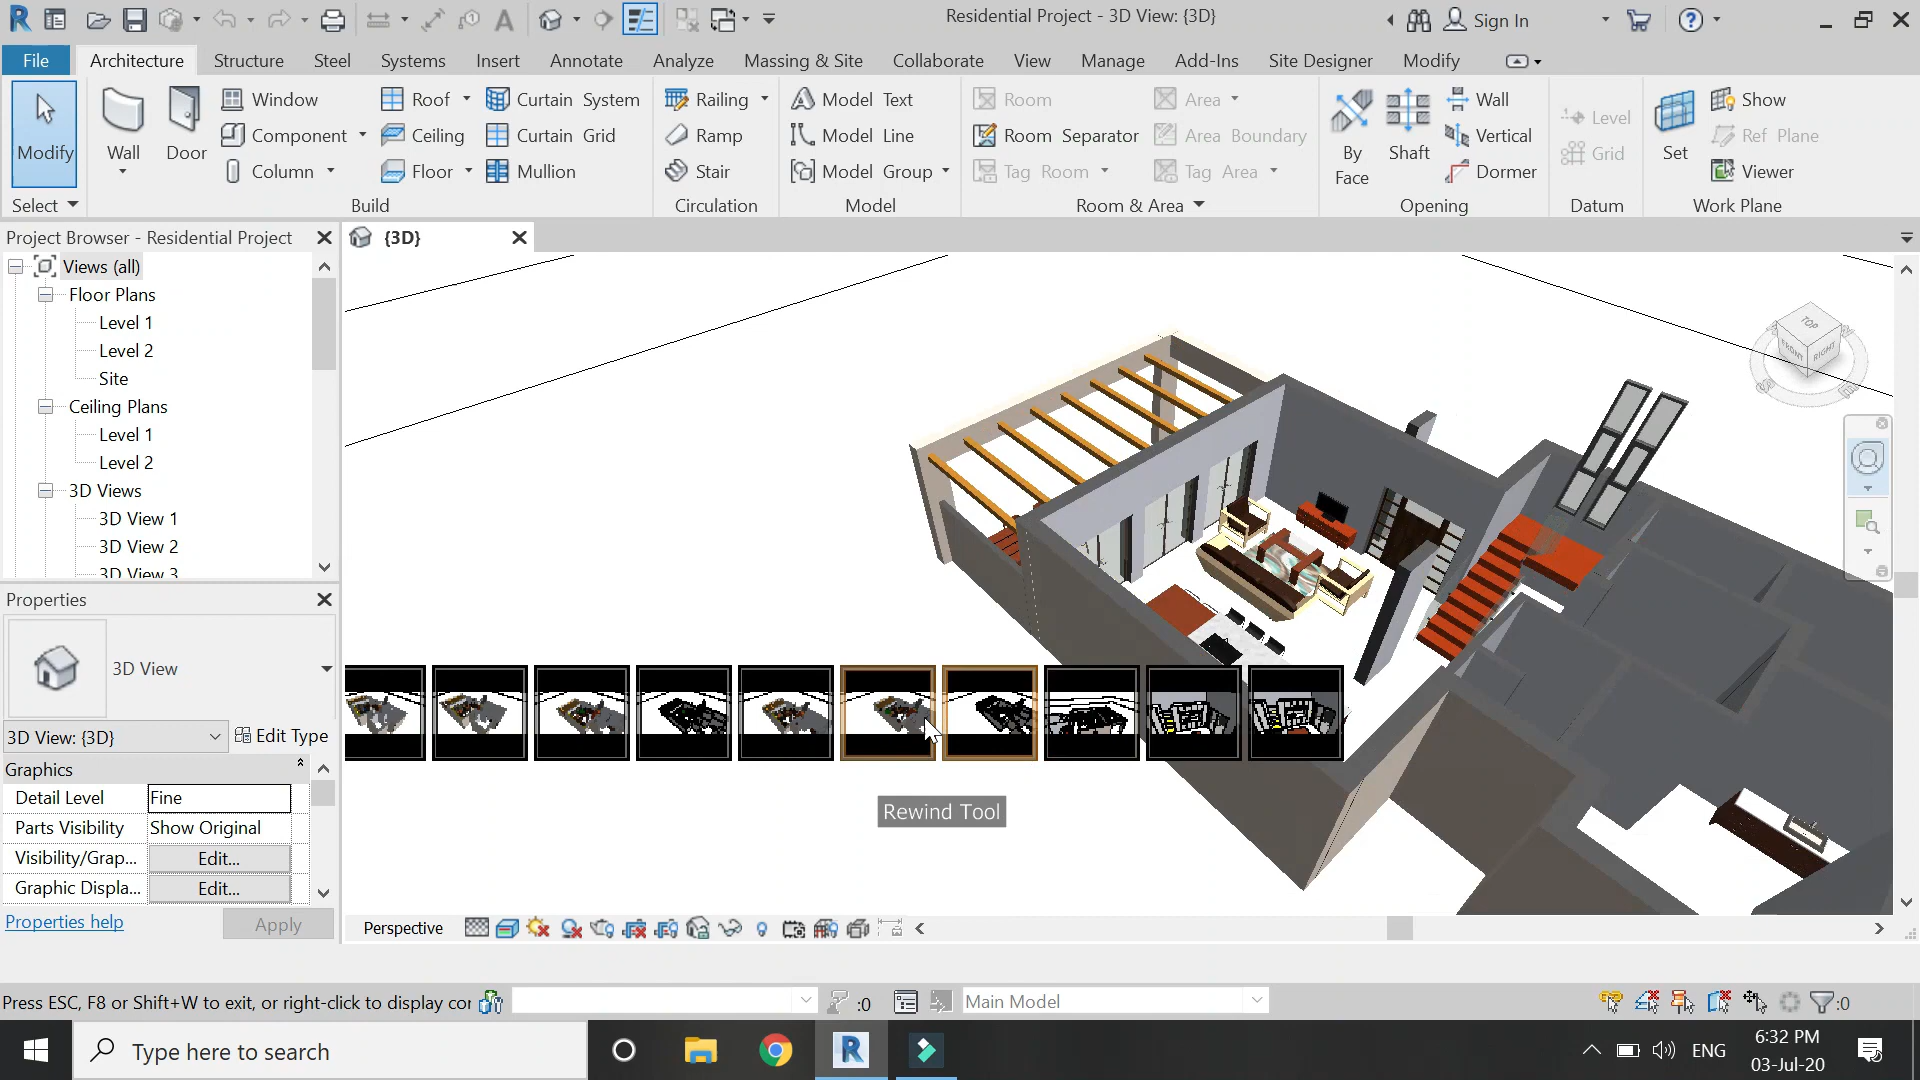 Residential Project - 3D View: {3D}
Sign In
File
Architecture
Structure
Steel
Systems
Insert
Annotate
Analyze
Massing & Site
Collaborate
View
Manage
Add-Ins
Site Designer
Modify
Modify
Wall
Door
Window
Component
Column
Roof
Ceiling
Floor
Curtain System
Curtain Grid
Mullion
Railing
Ramp
Stair
Model Text
Model Line
Model Group
Room
Room Separator
Tag Room
Area
Area Boundary
Tag Area
By
Face
Shaft
Wall
Vertical
Dormer
Level
Grid
Set
Show
Ref Plane
Viewer
Select
Build
Circulation
Model
Room & Area
Opening
Datum
Work Plane
Project Browser - Residential Project
{3D}
Views (all)
Floor Plans
Level 1
Level 2
Site
Ceiling Plans
Level 1
Level 2
3D Views
3D View 1
3D View 2
3D View 3
TOP
FRONT
RIGHT
Properties
3D View
3D View: {3D}
Edit Type
Graphics
Detail Level
Fine
Parts Visibility
Show Original
Visibility/Grap...
Edit...
Graphic Displa...
Edit...
Properties help
Apply
Rewind Tool
Perspective
Press ESC, F8 or Shift+W to exit, or right-click to display cor
:0
Main Model
:0
Type here to search
ENG
6:32 PM
03-Jul-20